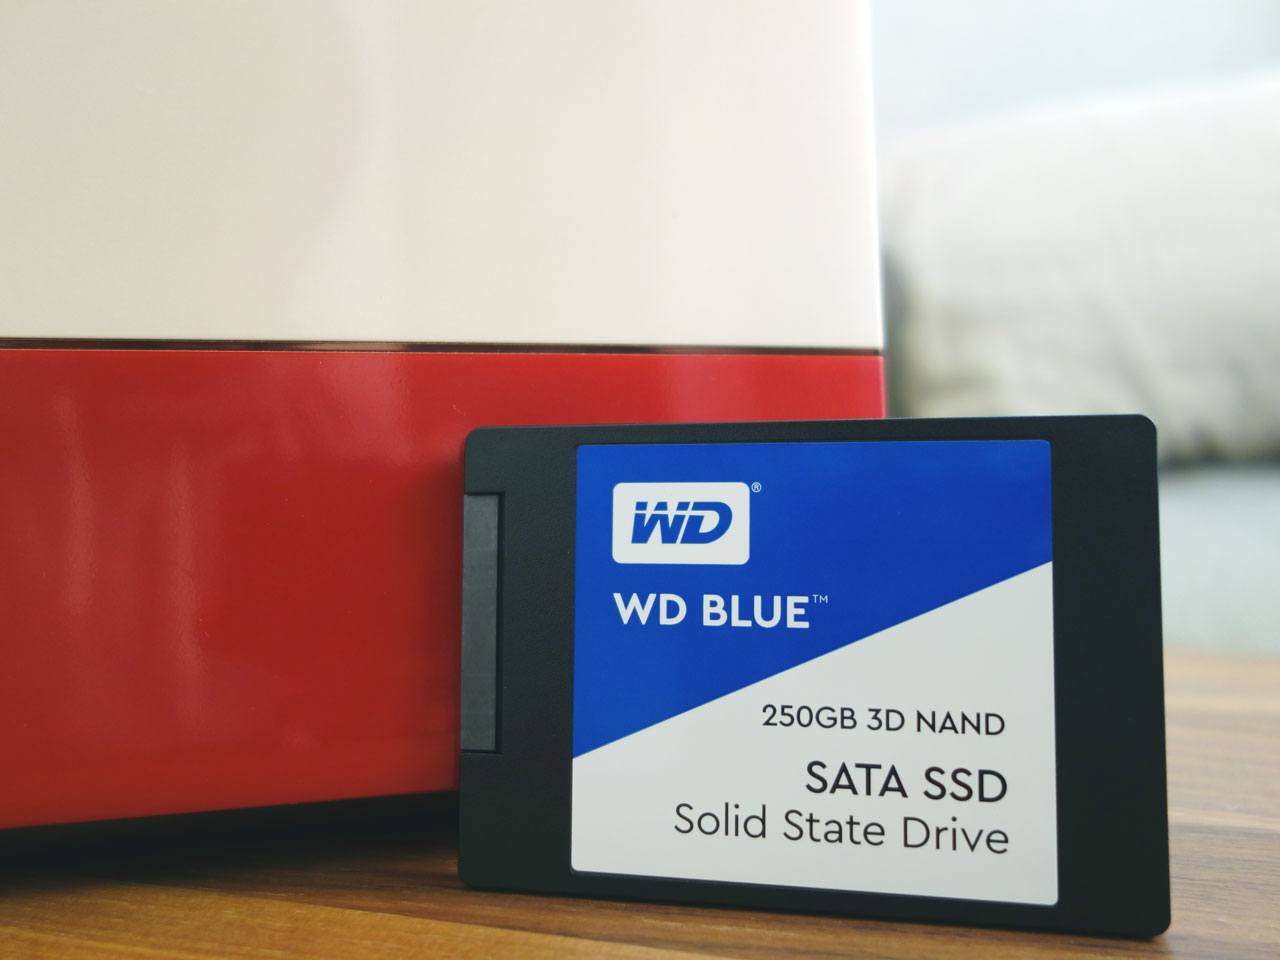 WD®
WD BLUE™
250GB 3D NAND
SATA SSD
Solid State Drive